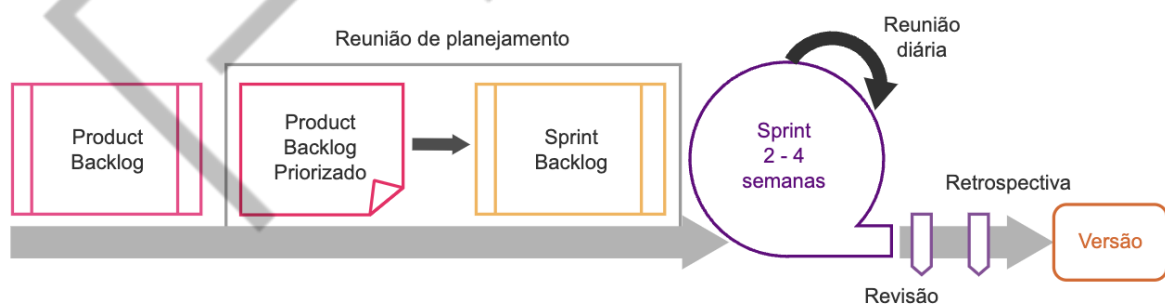 Reunião de planejamento
Product
Backlog
Product
Backlog
Priorizado
Sprint
Backlog
Sprint
2 - 4
semanas
Reunião
diária
Revisão
Retrospectiva
Versão